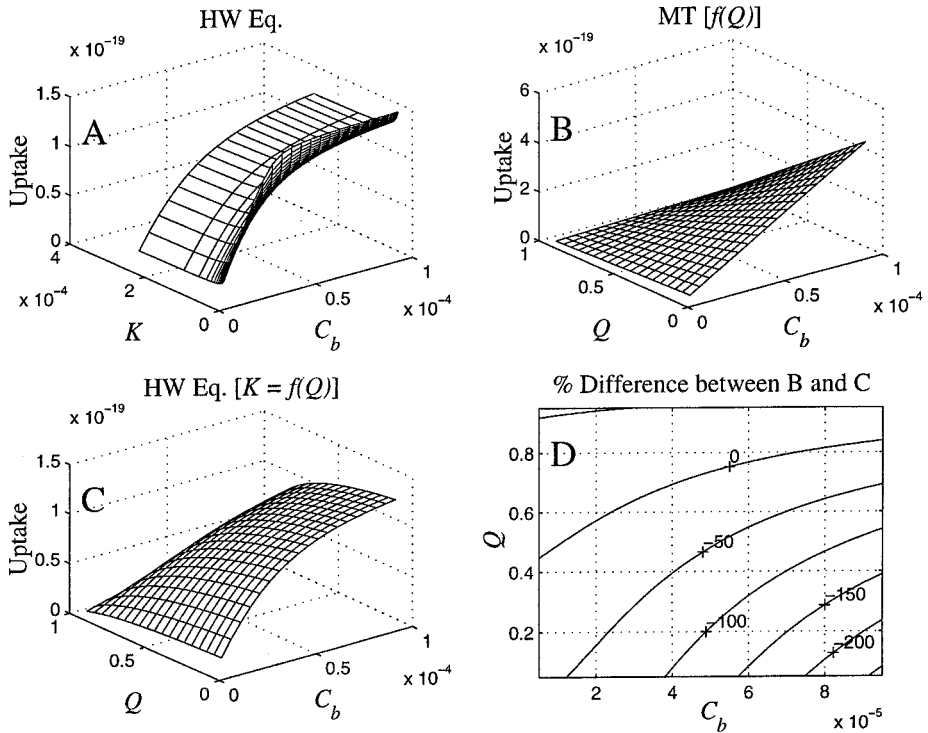 HW Eq.
x 10⁻¹⁹
1.5
1
0.5
0
A
Uptake
4
2
0
x 10⁻⁴
K
0
0.5
1
x 10⁻⁴
C_b
MT [f(Q)]
x 10⁻¹⁹
6
4
2
0
B
Uptake
1
0.5
0
Q
0
0.5
1
x 10⁻⁴
C_b
HW Eq. [K = f(Q)]
x 10⁻¹⁹
1.5
1
0.5
0
C
Uptake
1
0.5
0
Q
0
0.5
1
x 10⁻⁴
C_b
% Difference between B and C
D
0.8
0.6
0.4
0.2
Q
0
−50
−100
−150
−200
2
4
6
8
x 10⁻⁵
C_b